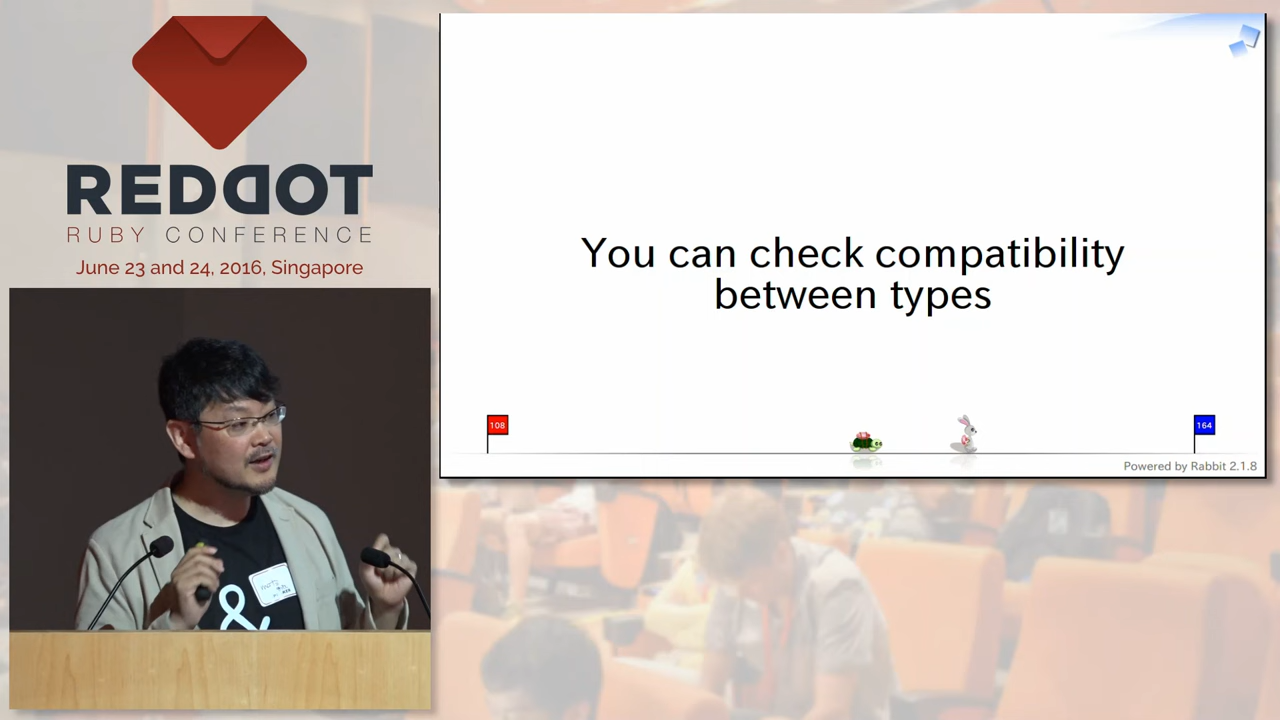 REDDOT
RUBY CONFERENCE
June 23 and 24, 2016, Singapore
You can check compatibility
between types
108
164
Powered by Rabbit 2.1.8
&
matz